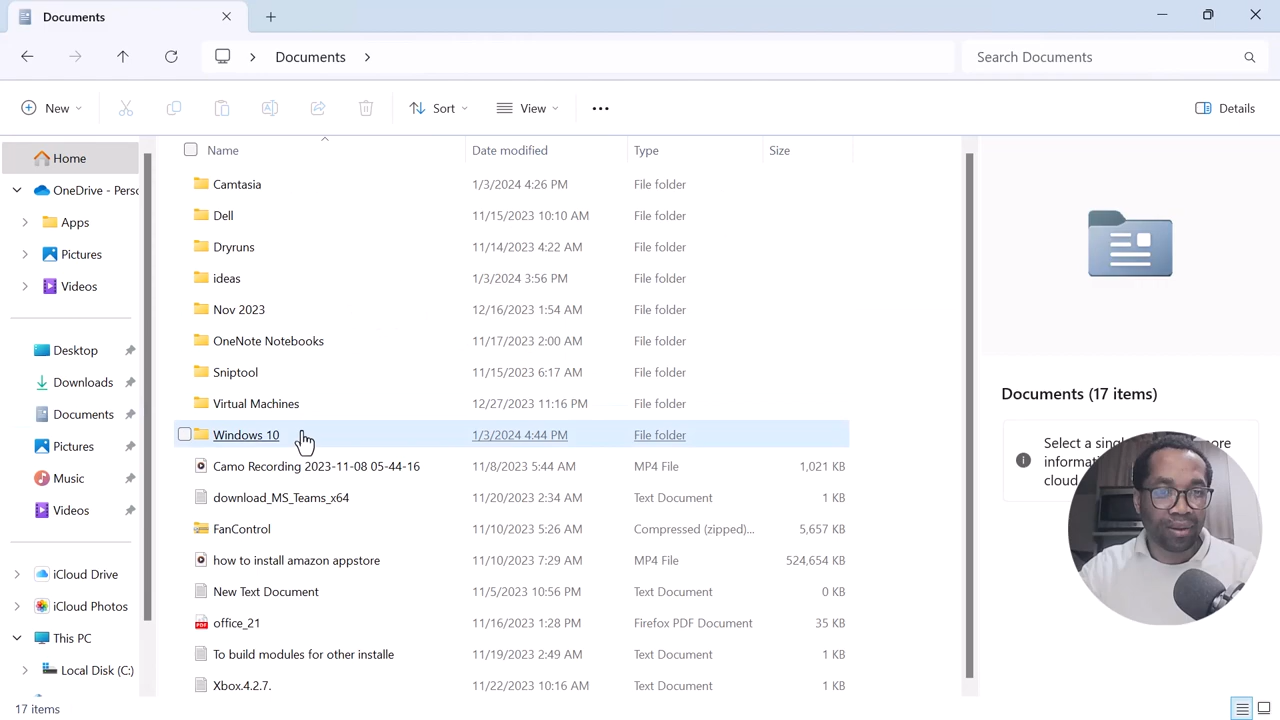 Documents
Documents
Search Documents
New
Sort
View
Details
Home
OneDrive - Perso
Apps
Pictures
Videos
Desktop
Downloads
Documents
Pictures
Music
Videos
iCloud Drive
iCloud Photos
This PC
Local Disk (C:)
Name Date modified Type Size
Camtasia 1/3/2024 4:26 PM File folder
Dell 11/15/2023 10:10 AM File folder
Dryruns 11/14/2023 4:22 AM File folder
ideas 1/3/2024 3:56 PM File folder
Nov 2023 12/16/2023 1:54 AM File folder
OneNote Notebooks 11/17/2023 2:00 AM File folder
Sniptool 11/15/2023 6:17 AM File folder
Virtual Machines 12/27/2023 11:16 PM File folder
Windows 10 1/3/2024 4:44 PM File folder
Camo Recording 2023-11-08 05-44-16 11/8/2023 5:44 AM MP4 File 1,021 KB
download_MS_Teams_x64 11/20/2023 2:34 AM Text Document 1 KB
FanControl 11/10/2023 5:26 AM Compressed (zipped)... 5,657 KB
how to install amazon appstore 11/10/2023 7:29 AM MP4 File 524,654 KB
New Text Document 11/5/2023 10:56 PM Text Document 0 KB
office_21 11/16/2023 1:28 PM Firefox PDF Document 35 KB
To build modules for other installe 11/19/2023 2:49 AM Text Document 1 KB
Xbox.4.2.7. 11/22/2023 10:16 AM Text Document 1 KB
Documents (17 items)
Select a sing
more
informati
cloud
17 items